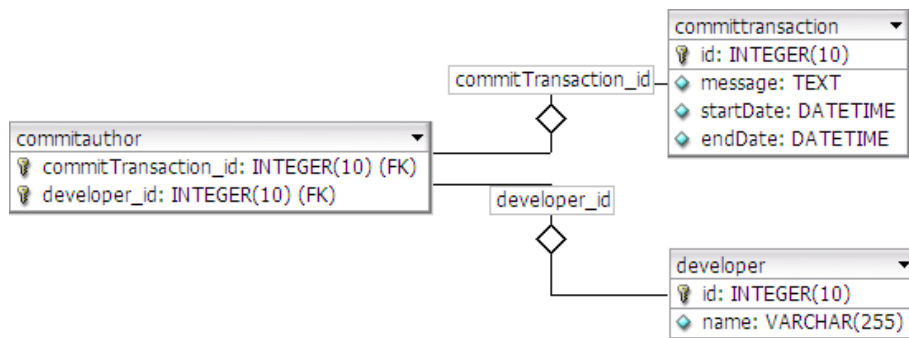 committransaction
id: INTEGER(10)
message: TEXT
startDate: DATETIME
endDate: DATETIME
commitTransaction_id
commitauthor
commitTransaction_id: INTEGER(10) (FK)
developer_id: INTEGER(10) (FK)
developer_id
developer
id: INTEGER(10)
name: VARCHAR(255)